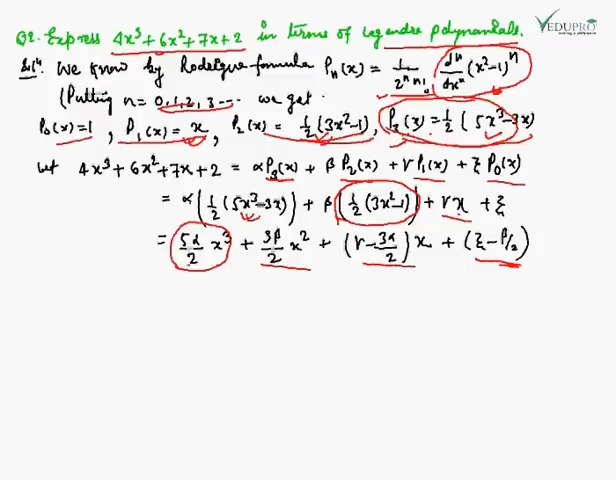 Q2. Express 4x³ + 6x² + 7x + 2 in terms of Legendre polynomials.
VEDUPRO
Solⁿ. We know by Rodrigue formula Pₙ(x) = 1/(2ⁿ n!) dⁿ/dxⁿ (x²-1)ⁿ
(Putting n = 0, 1, 2, 3 ---- we get
P₀(x) = 1, P₁(x) = x, P₂(x) = 1/2 (3x²-1), P₃(x) = 1/2 (5x³-3x)
Let 4x³ + 6x² + 7x + 2 = αP₃(x) + βP₂(x) + γP₁(x) + ξP₀(x)
= α(1/2 (5x³-3x)) + β(1/2 (3x²-1)) + γx + ξ
= 5α/2 x³ + 3β/2 x² + (γ - 3α/2) x + (ξ - β/2)